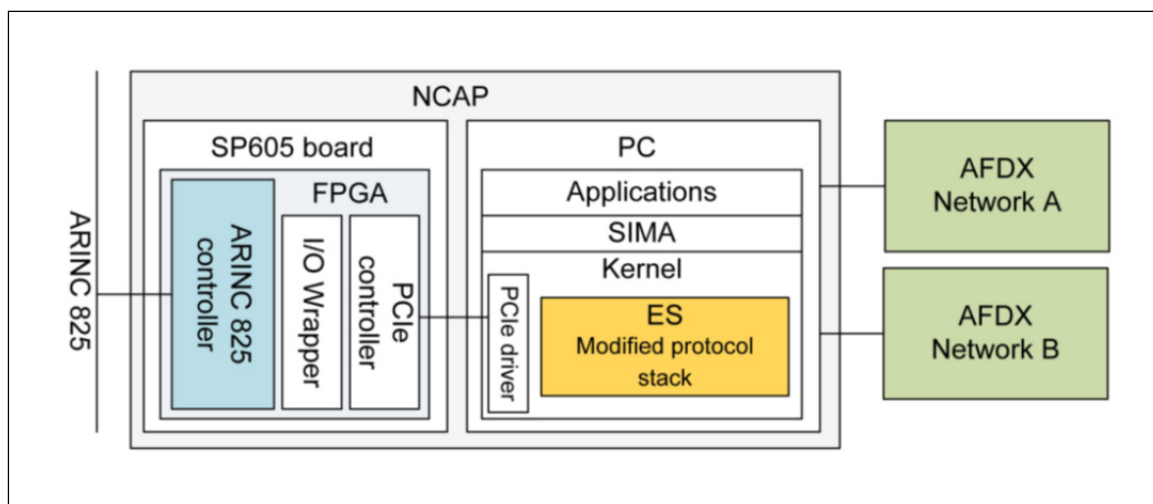 NCAP
SP605 board
PC
FPGA
ARINC 825
ARINC 825
controller
I/O Wrapper
PCIe
controller
Applications
SIMA
Kernel
PCIe driver
ES
Modified protocol
stack
AFDX
Network A
AFDX
Network B